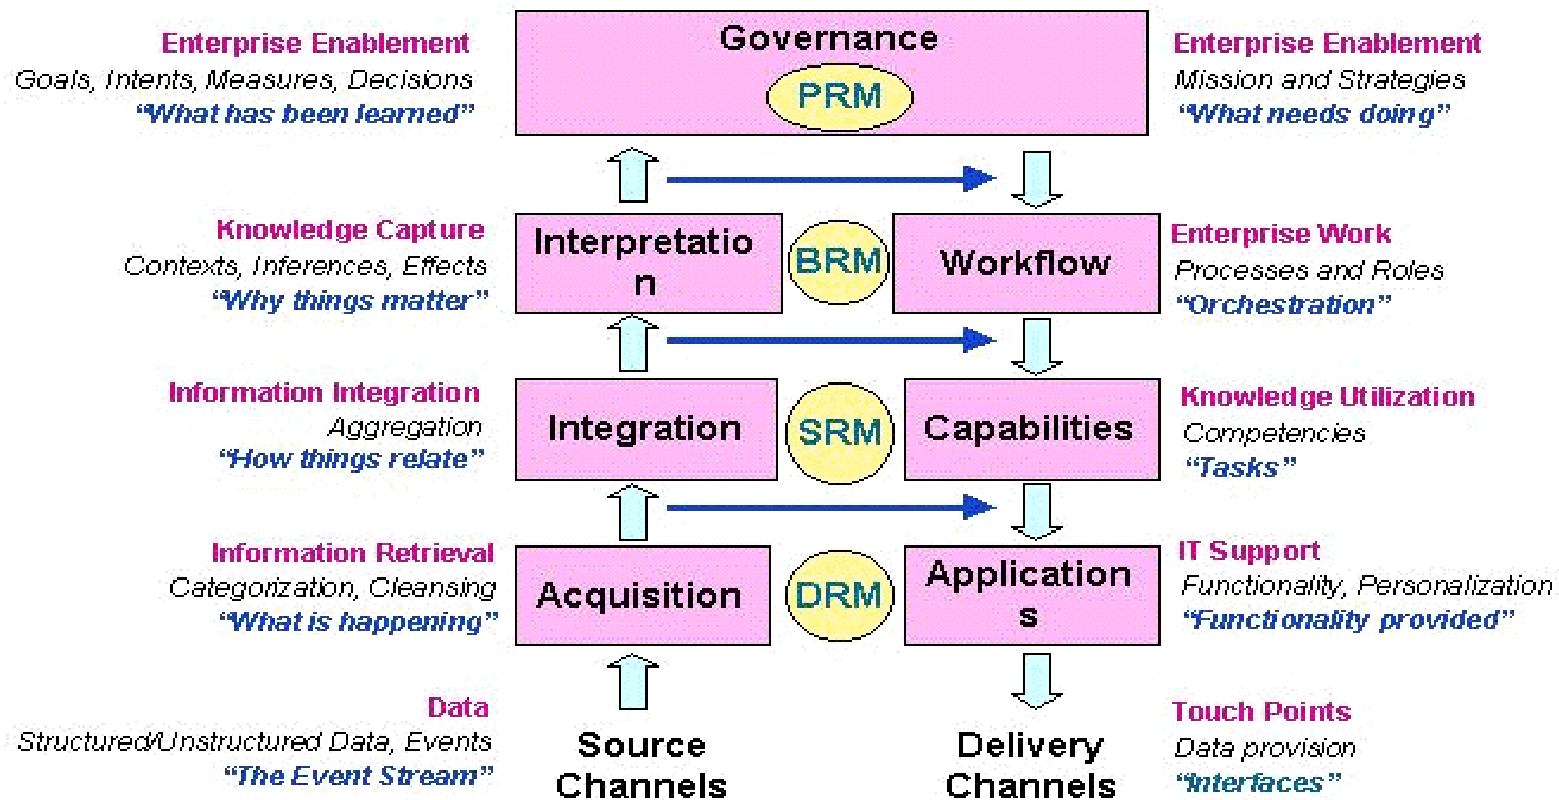 Governance
PRM
Enterprise Enablement
Goals, Intents, Measures, Decisions
“What has been learned”
Enterprise Enablement
Mission and Strategies
“What needs doing”
Knowledge Capture
Contexts, Inferences, Effects
“Why things matter”
Interpretatio
n
BRM
Workflow
Enterprise Work
Processes and Roles
“Orchestration”
Information Integration
Aggregation
“How things relate”
Integration
SRM
Capabilities
Knowledge Utilization
Competencies
“Tasks”
Information Retrieval
Categorization, Cleansing
“What is happening”
Acquisition
DRM
Application
s
IT Support
Functionality, Personalization
“Functionality provided”
Data
Structured/Unstructured Data, Events
“The Event Stream”
Source
Channels
Delivery
Channels
Touch Points
Data provision
“Interfaces”